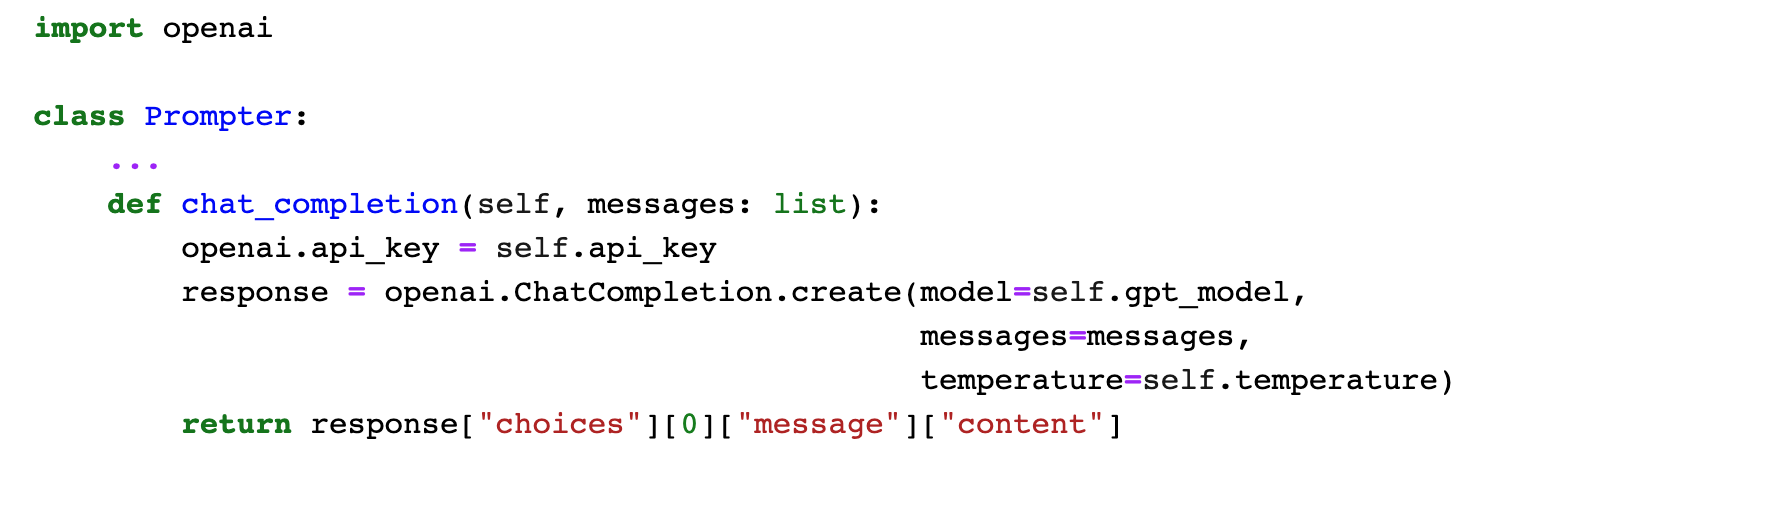 import openai

class Prompter:
    ...
    def chat_completion(self, messages: list):
        openai.api_key = self.api_key
        response = openai.ChatCompletion.create(model=self.gpt_model,
                                                messages=messages,
                                                temperature=self.temperature)
        return response["choices"][0]["message"]["content"]